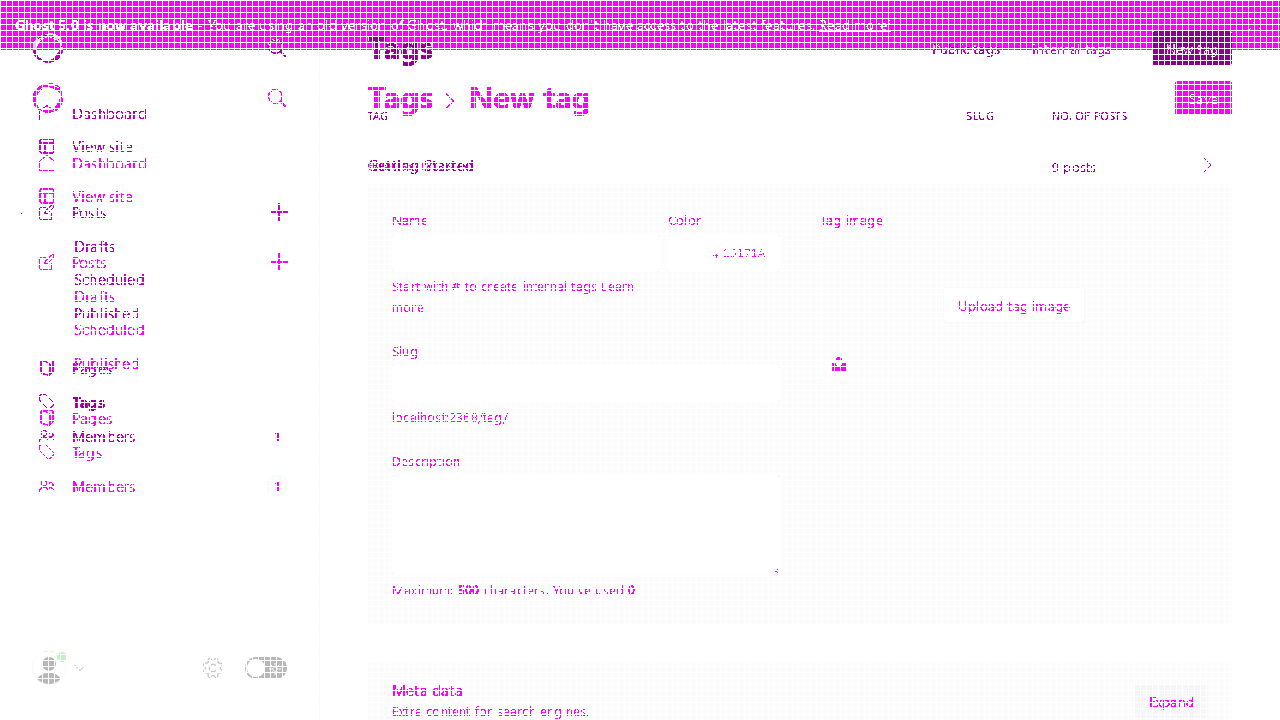 Ghost 5.0 is now available – You are using an old version of Ghost, which means you don't have access to the latest features. Read more!
Tags
Public tags
Internal tags
New tag
Tags > New tag
Save
Dashboard
TAG
SLUG
NO. OF POSTS
View site
Dashboard
Getting Started
9 posts
View site
Posts
Name
Color
Tag image
Drafts
15171A
Posts
Scheduled
Start with # to create internal tags Learn
more
Drafts
Upload tag image
Published
Scheduled
Slug
Published
Pages
Tags
Pages
localhost:2368/tag/
Members 1
Tags
Description
Members 1
Maximum: 500 characters. You've used 0
Meta data
Extra content for search engines.
Expand